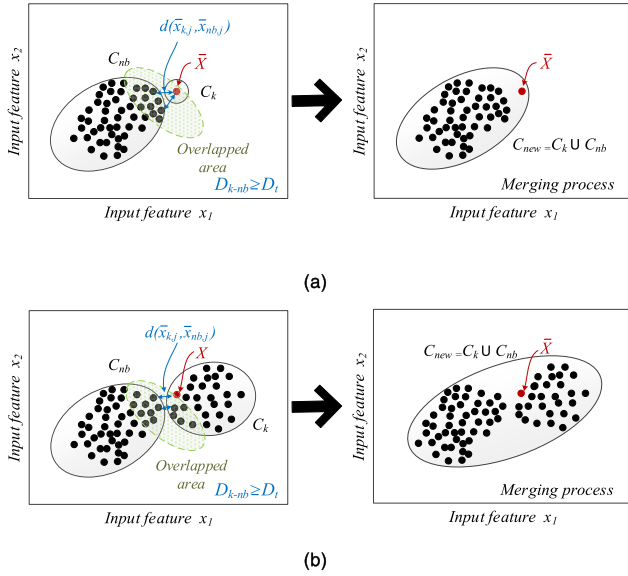 d(x̄k,j,x̄nb,j)
Cnb
X̄
Ck
Overlapped
area
Dk-nb≥Dt
Input feature x2
Input feature x1
X̄
Cnew =Ck U Cnb
Merging process
Input feature x2
Input feature x1
(a)
d(x̄k,j,x̄nb,j)
Cnb
X
Ck
Overlapped
area
Dk-nb≥Dt
Input feature x2
Input feature x1
Cnew =Ck U Cnb
X̄
Merging process
Input feature x2
Input feature x1
(b)